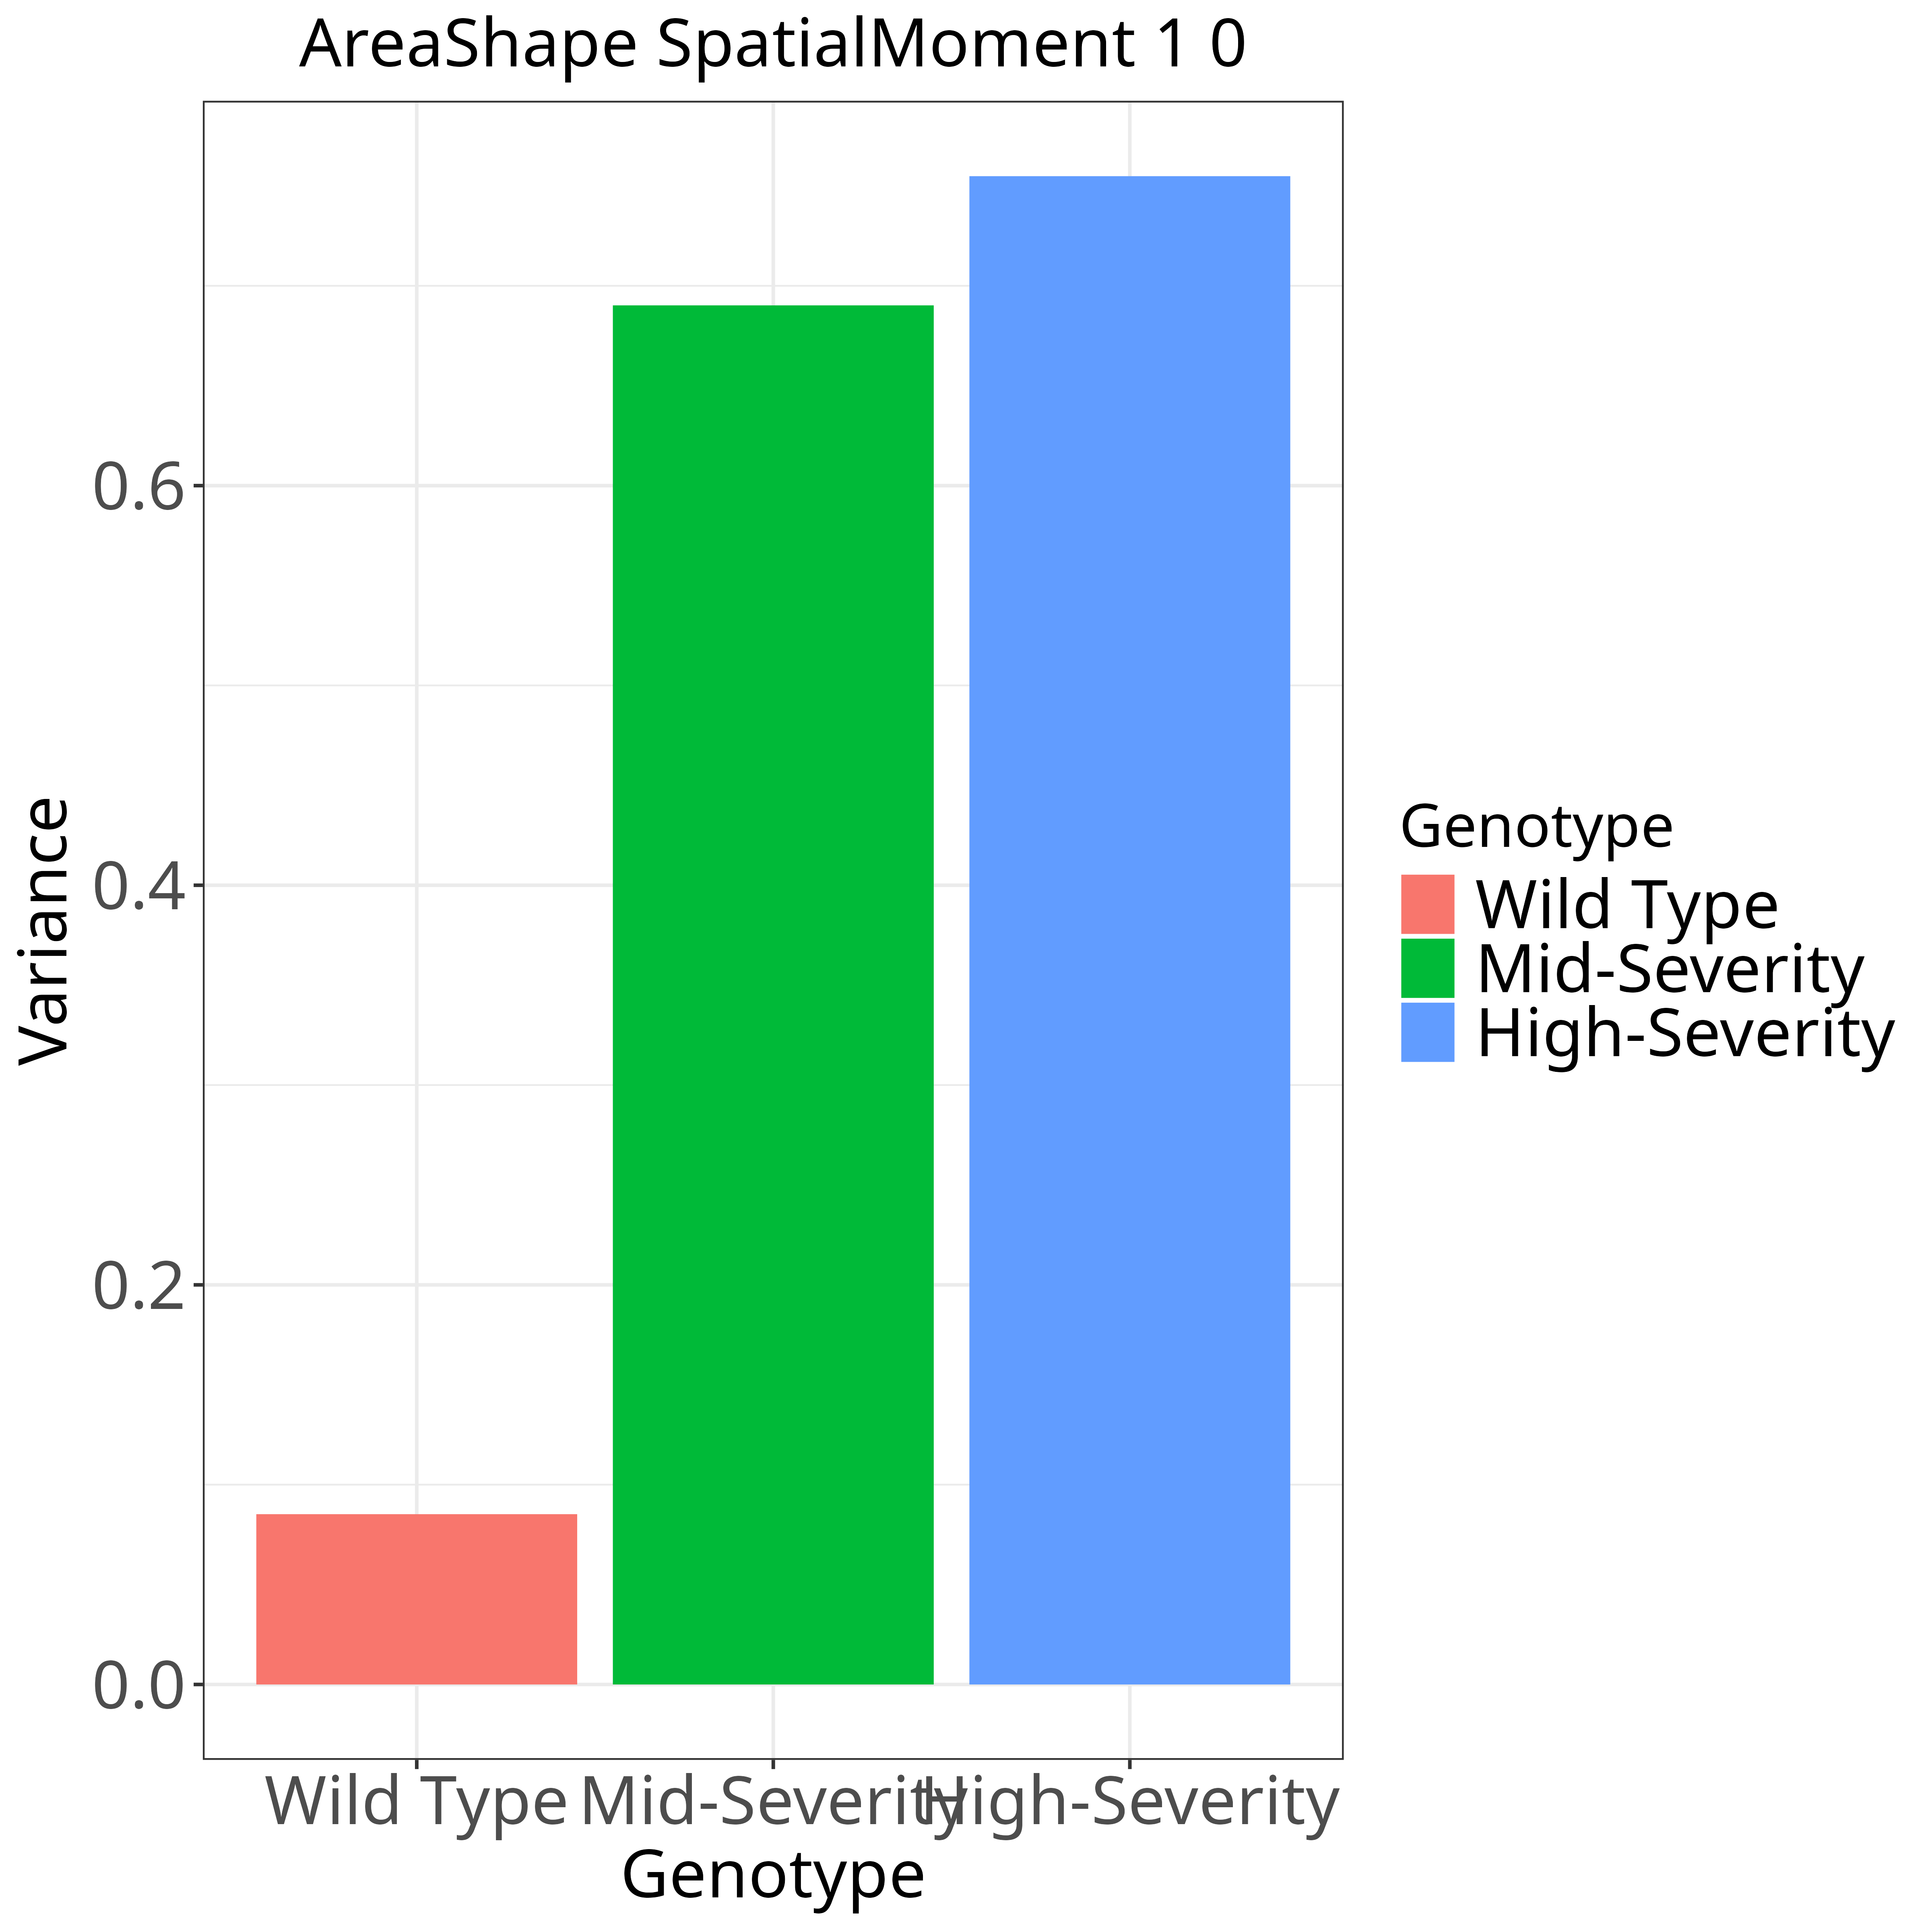 AreaShape SpatialMoment 1 0
Variance
0.6
0.4
0.2
0.0
Wild Type Mid-Severity High-Severity
Genotype
Genotype
Wild Type
Mid-Severity
High-Severity